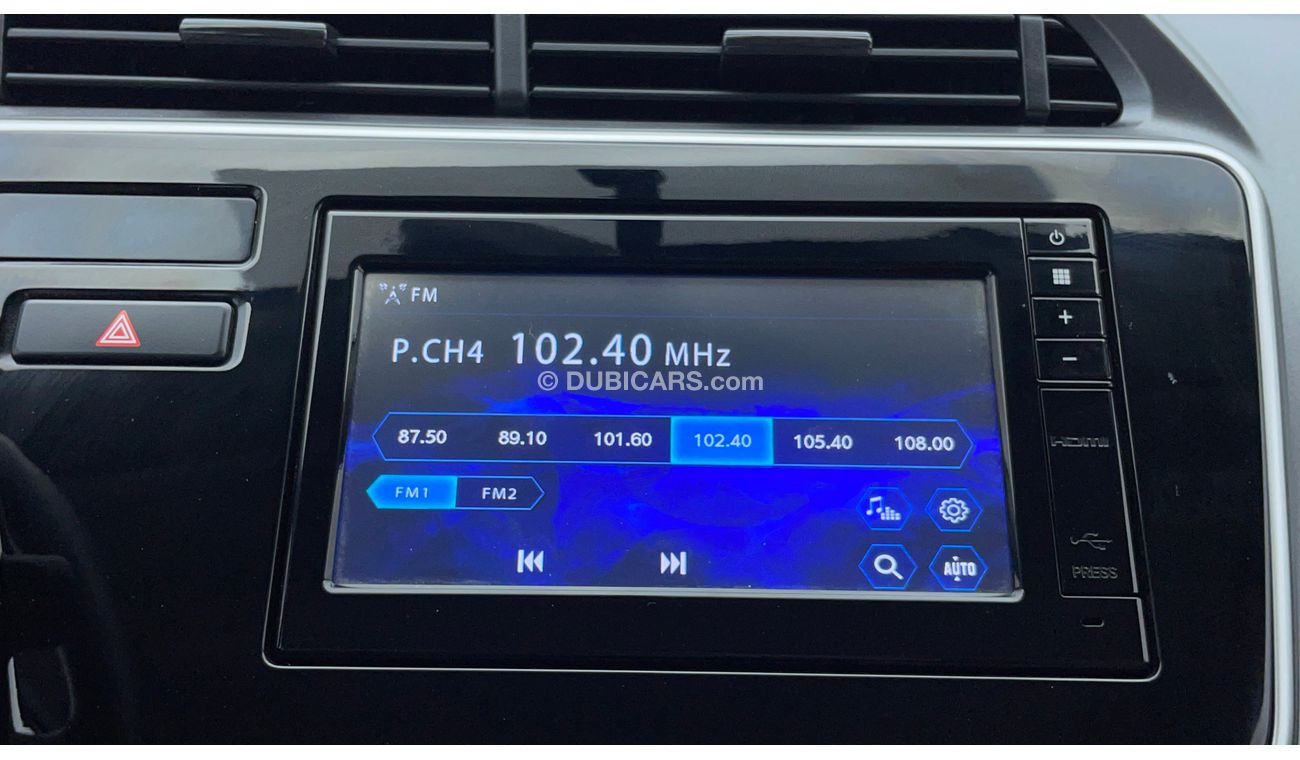 FM
P.CH4 102.40 MHz
© DUBICARS.com
87.50 89.10 101.60 102.40 105.40 108.00
FM1 FM2
AUTO
+
-
HDMI
PRESS